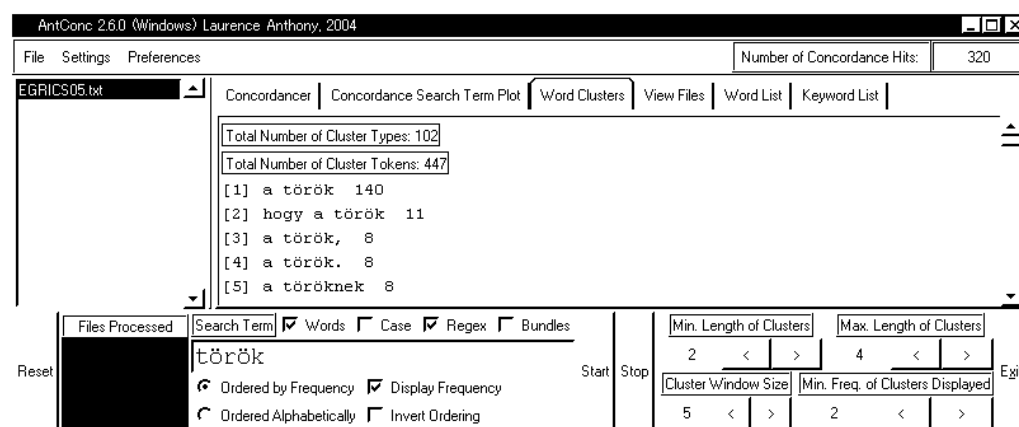 AntConc 2.6.0 (Windows) Laurence Anthony, 2004
File Settings Preferences Number of Concordance Hits: 320
EGRICS05.txt
Concordancer Concordance Search Term Plot Word Clusters View Files Word List Keyword List
Total Number of Cluster Types: 102
Total Number of Cluster Tokens: 447
[1] a török 140
[2] hogy a török 11
[3] a török, 8
[4] a török. 8
[5] a töröknek 8
Files Processed Search Term Words Case Regex Bundles Min. Length of Clusters Max. Length of Clusters
török 2 < > 4 < >
Reset Start Stop Exi
Ordered by Frequency Display Frequency Cluster Window Size Min. Freq. of Clusters Displayed
Ordered Alphabetically Invert Ordering 5 < > 2 < >